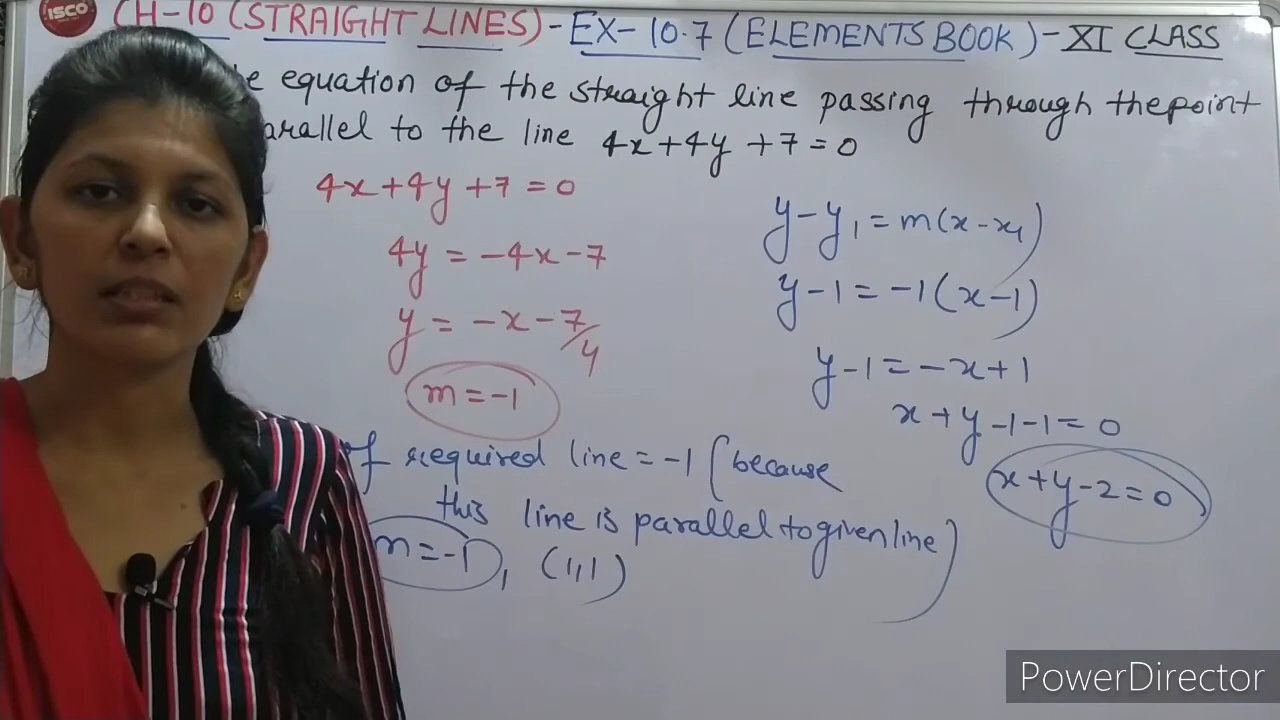 ISCO
CH-10 (STRAIGHT LINES)-EX-10.7 (ELEMENTS BOOK)-XI CLASS
e equation of the straight line passing through the point
arallel to the line 4x+4y+7=0
4x+4y+7=0
4y=-4x-7
y=-x-7/4
m=-1
of required line=-1 (because
this line is parallel to given line)
m=-1, (1,1)
y-y₁=m(x-x₁)
y-1=-1(x-1)
y-1=-x+1
x+y-1-1=0
x+y-2=0
PowerDirector